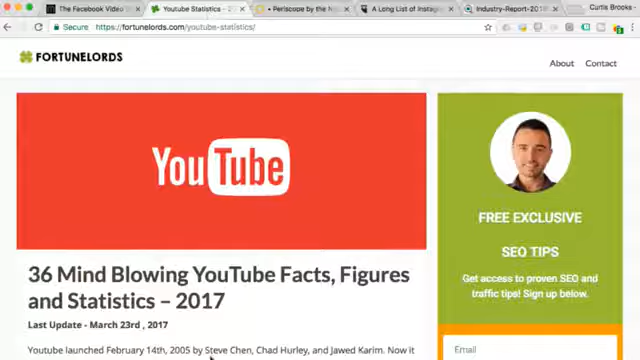 The Facebook Video
Youtube Statistics –
Periscope by the N
A Long List of Instag
Industry-Report-201
Curtis Brooks
Secure
https://fortunelords.com/youtube-statistics/
FORTUNELORDS
About
Contact
YouTube
36 Mind Blowing YouTube Facts, Figures
and Statistics – 2017
Last Update - March 23rd , 2017
Youtube launched February 14th, 2005 by Steve Chen, Chad Hurley, and Jawed Karim. Now it
FREE EXCLUSIVE
SEO TIPS
Get access to proven SEO and
traffic tips! Sign up below.
Email